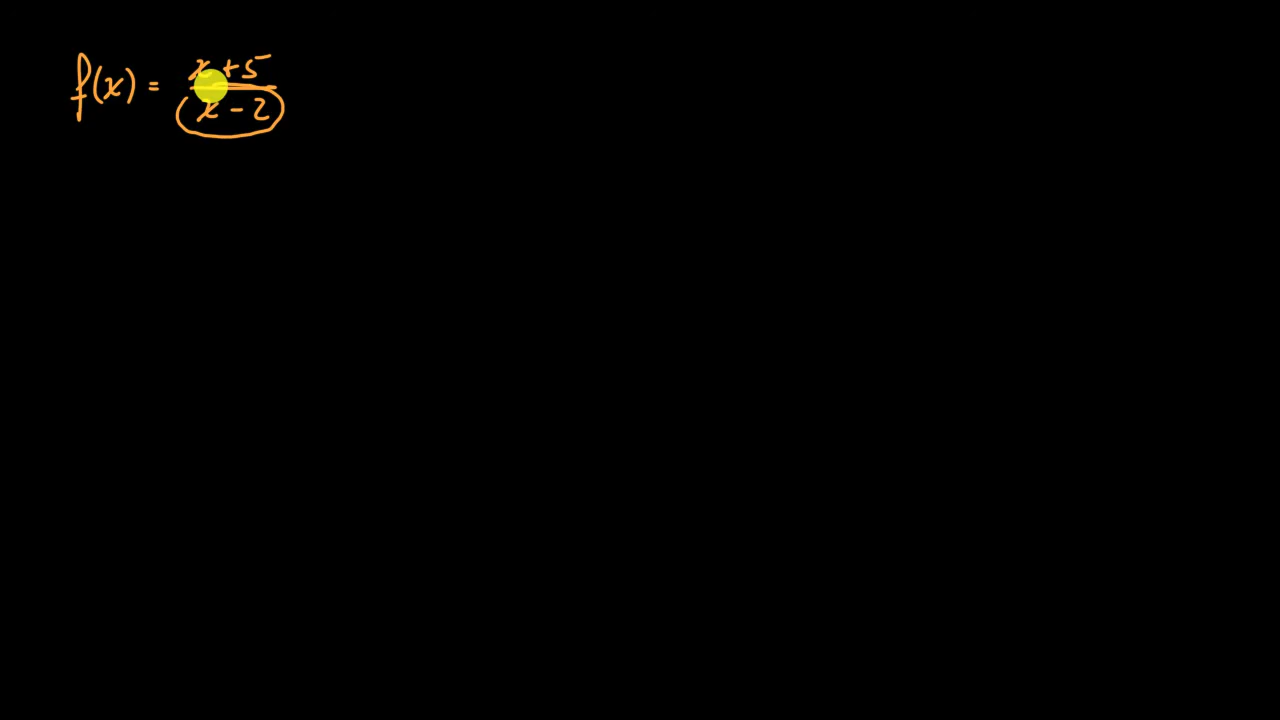 f(x) = x + 5 / x - 2